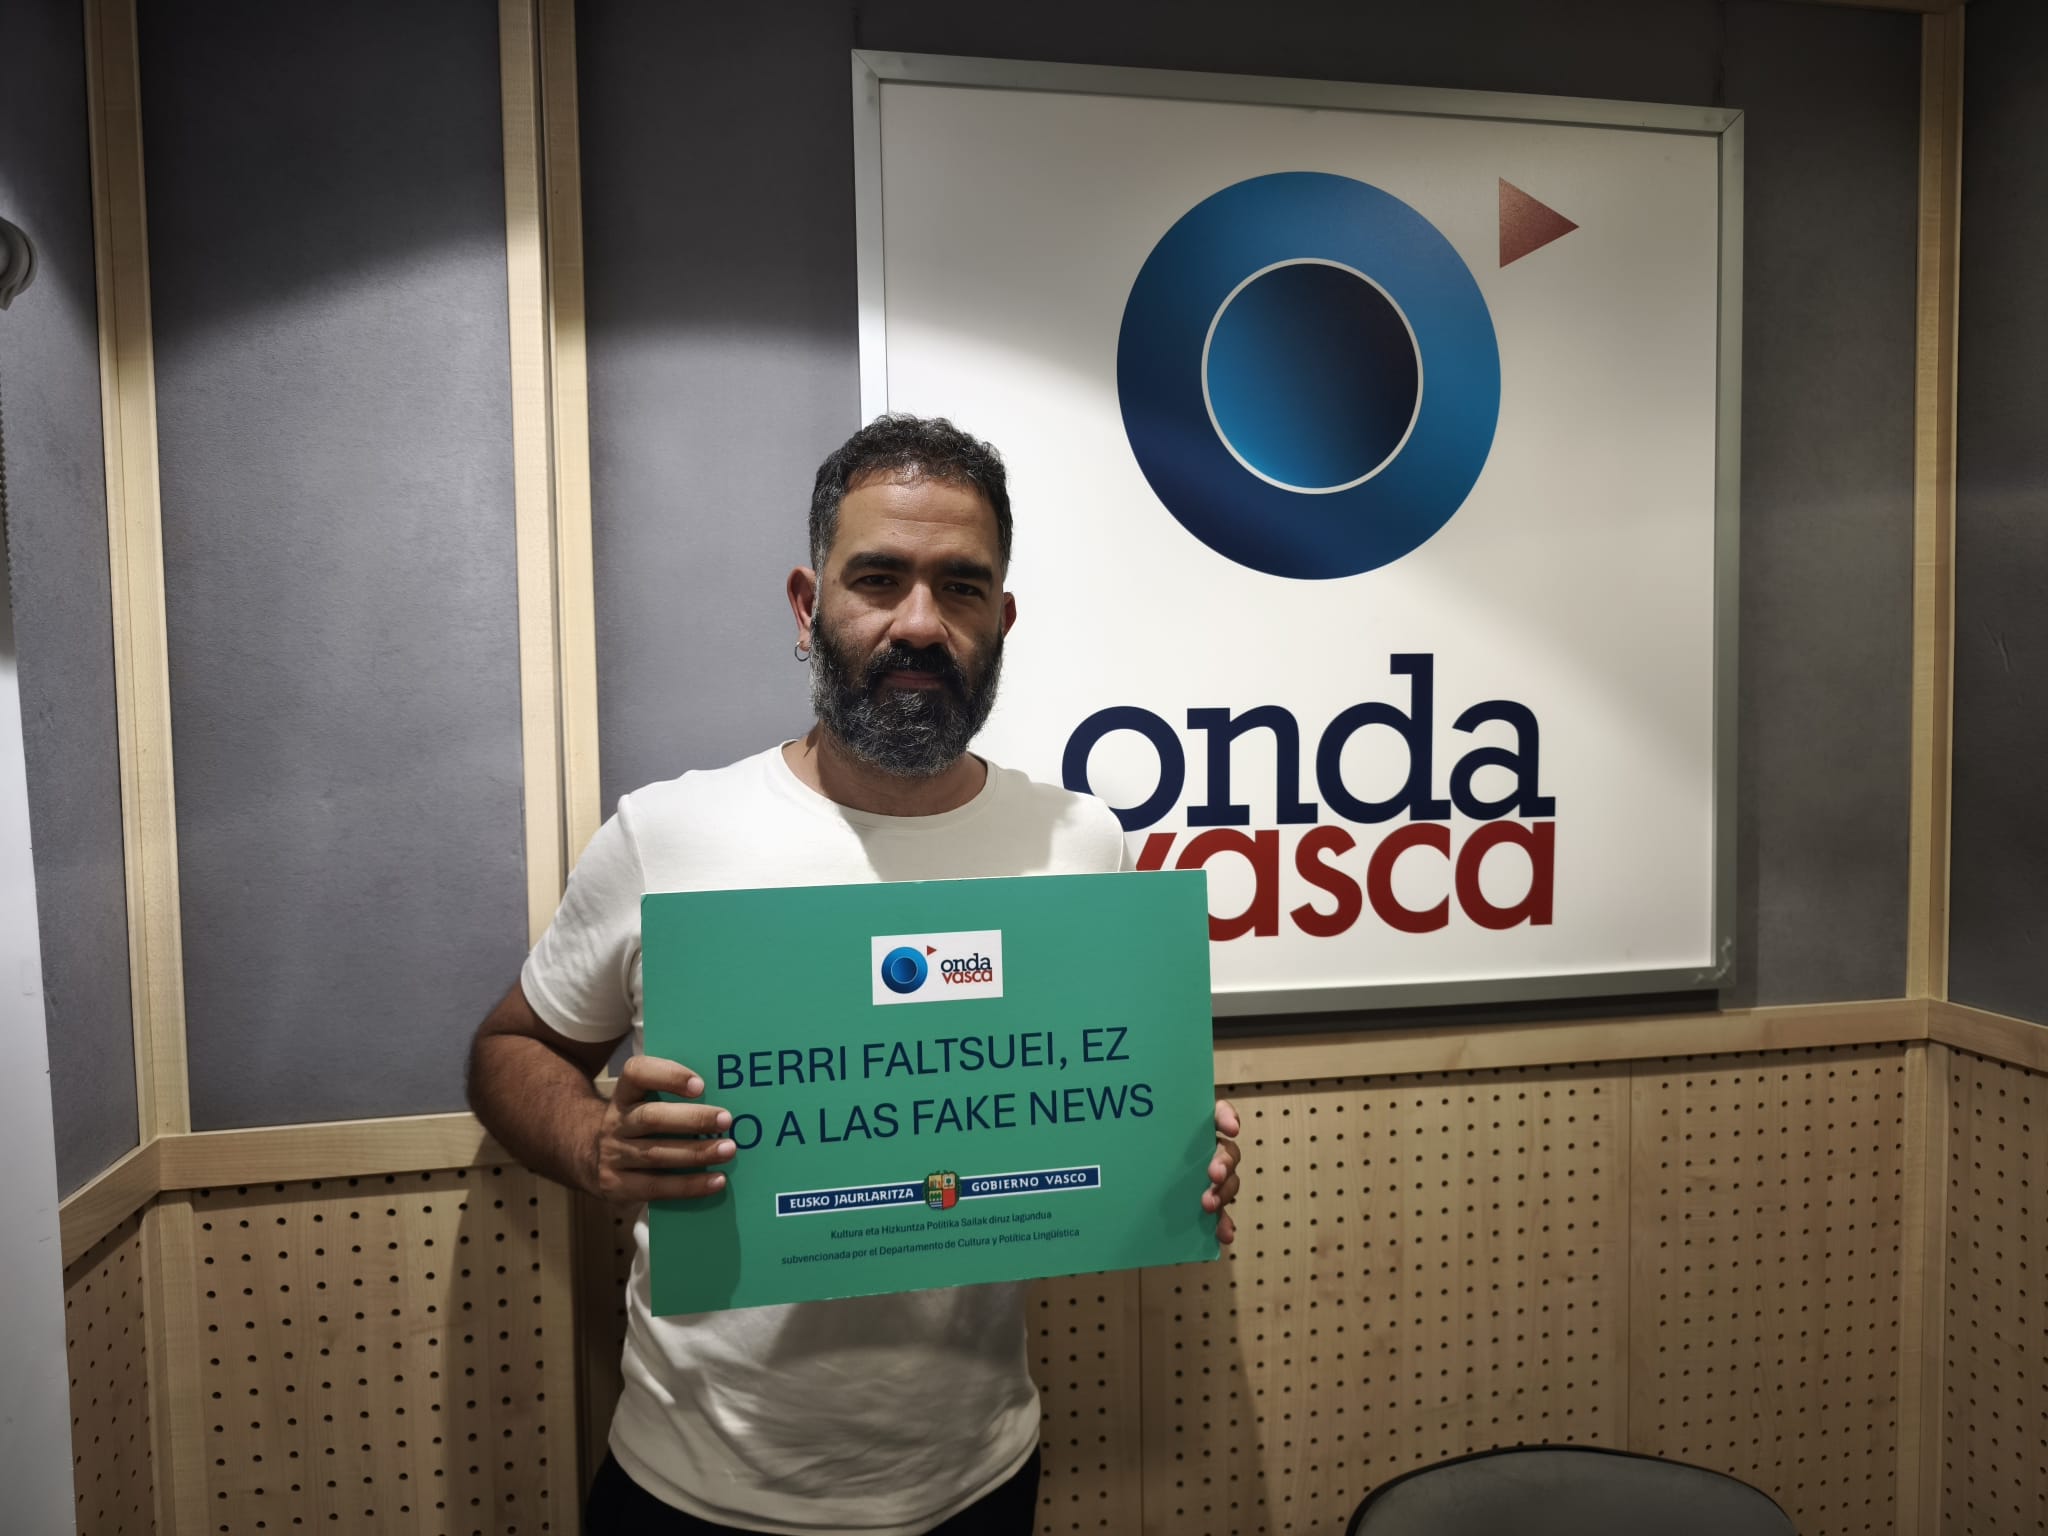 onda
vasca
onda
vasca
BERRI FALTSUEI, EZ
NO A LAS FAKE NEWS
EUSKO JAURLARITZA GOBIERNO VASCO
Kultura eta Hizkuntza Politika Sailak diruz lagundua
subvencionada por el Departamento de Cultura y Política Lingüística